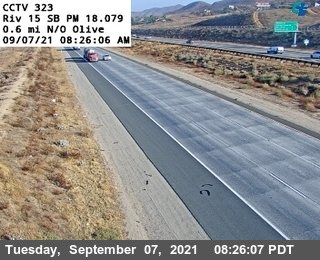 CCTV 323
Riv 15 SB PM 18.079
0.6 mi N/O Olive
09/07/21 08:26:06 AM
Tuesday, September 07, 2021 08:26:07 PDT